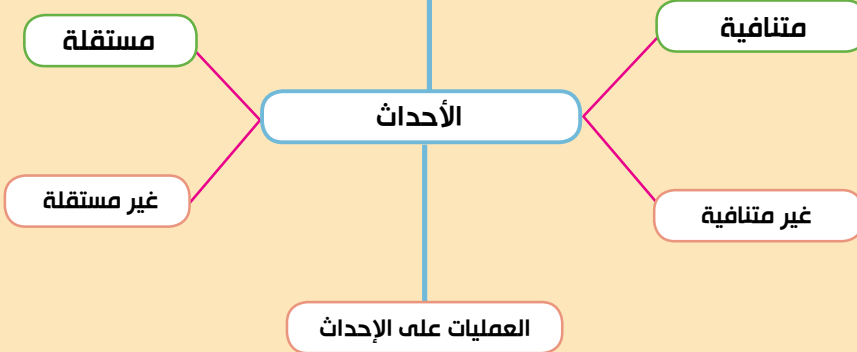 متنافية
مستقلة
الأحداث
غير مستقلة
غير متنافية
العمليات على الإحداث